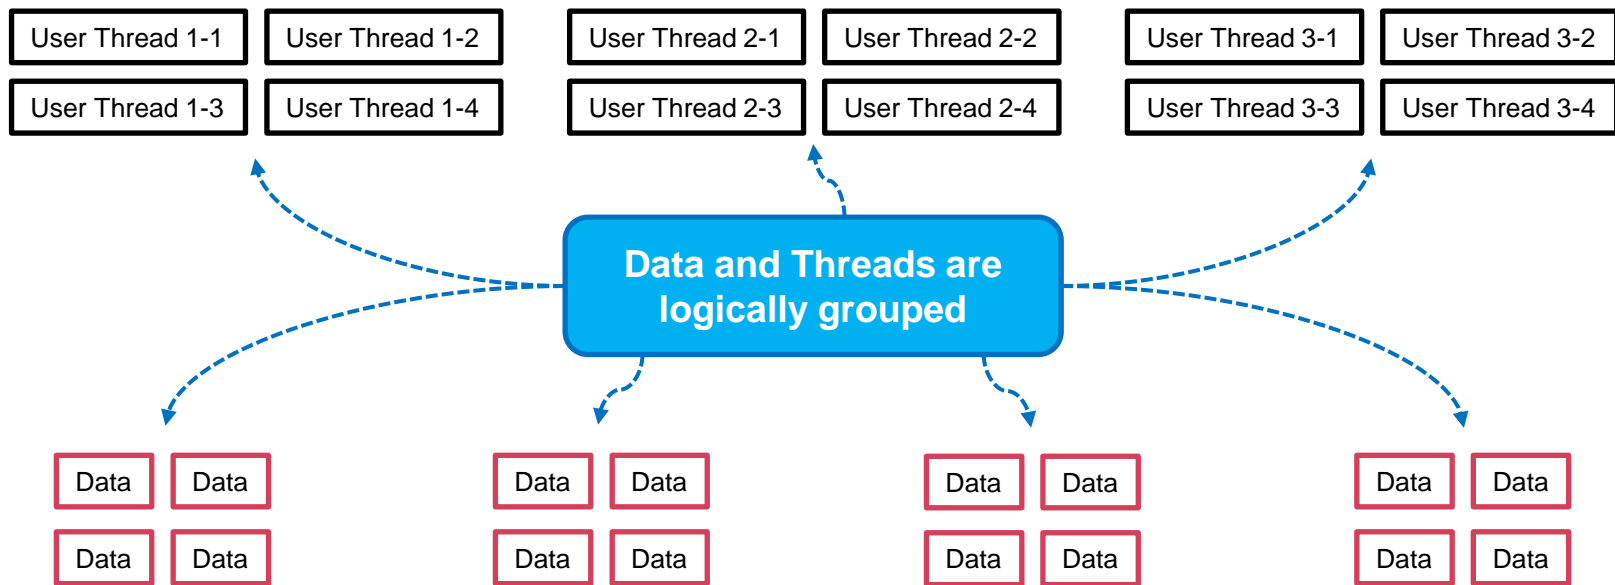 User Thread 1-1 User Thread 1-2 User Thread 2-1 User Thread 2-2 User Thread 3-1 User Thread 3-2
User Thread 1-3 User Thread 1-4 User Thread 2-3 User Thread 2-4 User Thread 3-3 User Thread 3-4
Data and Threads are
logically grouped
Data Data Data Data Data Data Data Data
Data Data Data Data Data Data Data Data